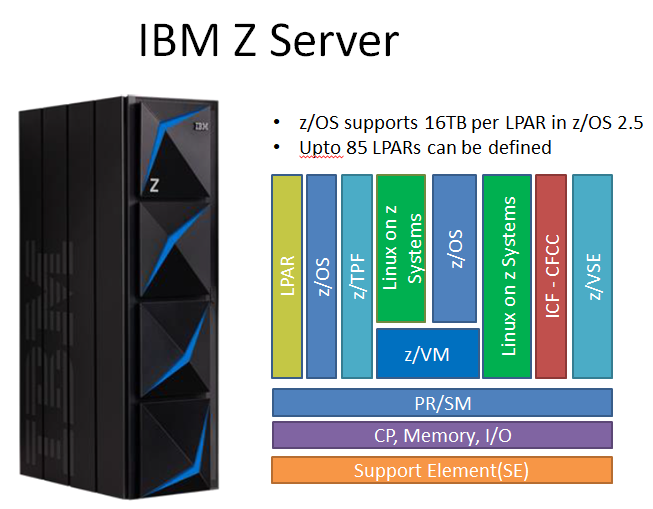 IBM Z Server
z/OS supports 16TB per LPAR in z/OS 2.5
Upto 85 LPARs can be defined
IBM
Z
IBM
LPAR
z/OS
z/TPF
Linux on z
Systems
z/OS
z/VM
Linux on z Systems
ICF - CFCC
z/VSE
PR/SM
CP, Memory, I/O
Support Element(SE)